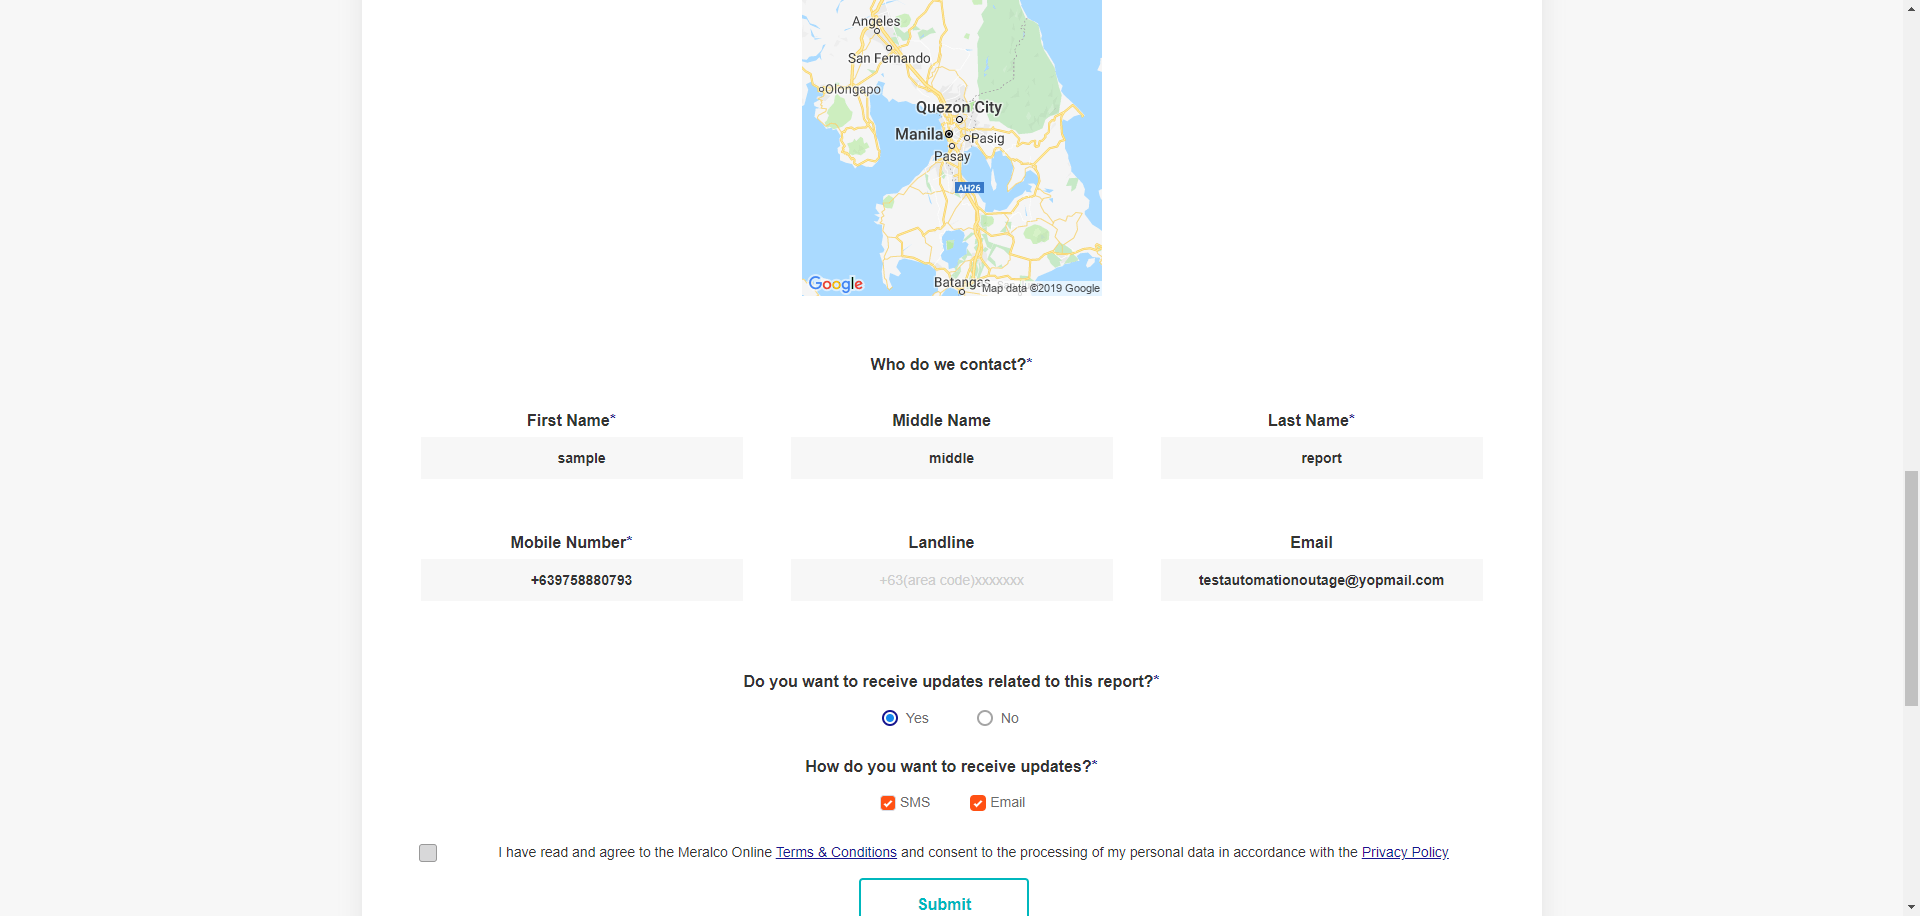 Angeles
San Fernando
Olongapo
Quezon City
Manila
Pasig
Pasay
AH26
Batangas
Google
Map data ©2019 Google
Who do we contact?*
First Name*
Middle Name
Last Name*
sample
middle
report
Mobile Number*
Landline
Email
+639758880793
+63(area code)xxxxxxx
testautomationoutage@yopmail.com
Do you want to receive updates related to this report?*
Yes
No
How do you want to receive updates?*
SMS
Email
I have read and agree to the Meralco Online Terms & Conditions and consent to the processing of my personal data in accordance with the Privacy Policy
Submit